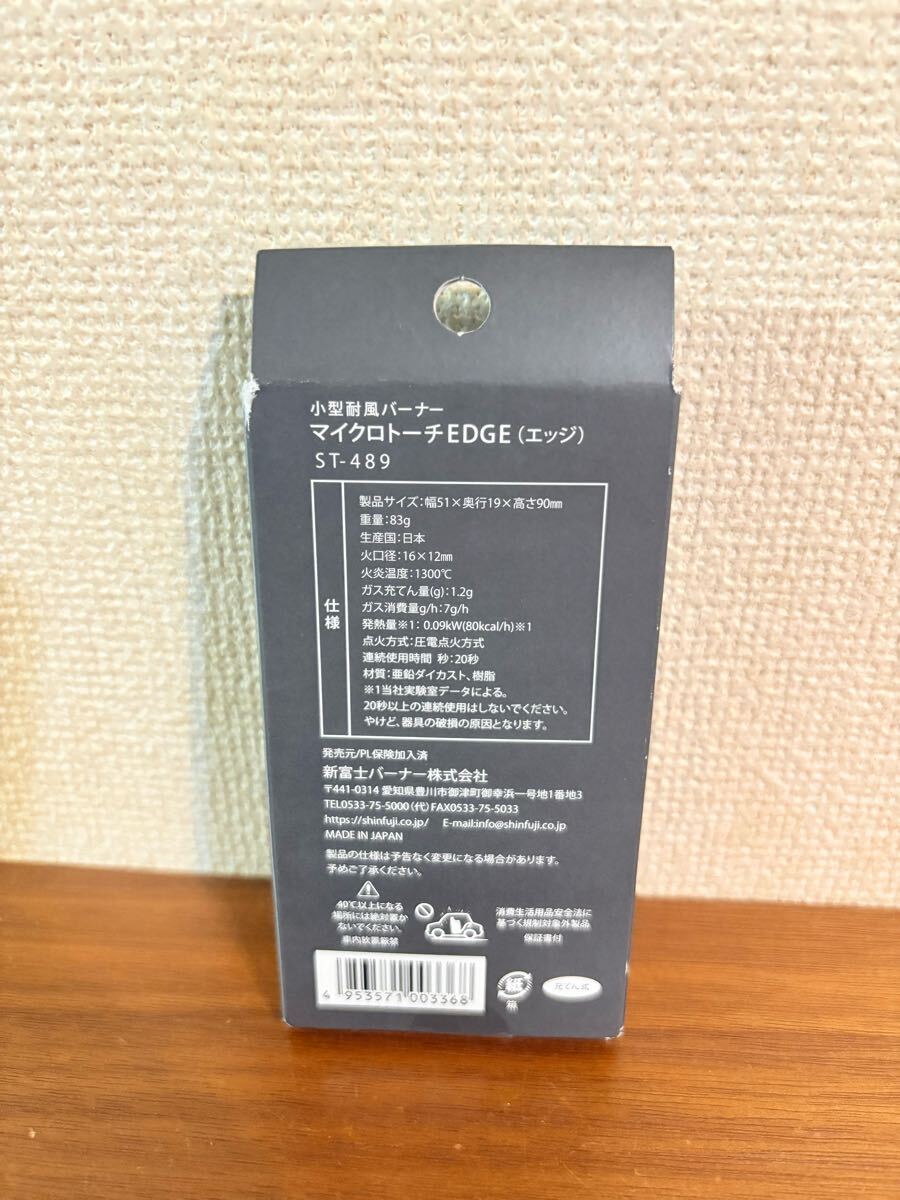 小型耐風バーナー
マイクロトーチEDGE(エッジ)
ST-489
仕様
製品サイズ:幅51×奥行19×高さ90mm
重量:83g
生産国:日本
火口径:16×12mm
火炎温度:1300℃
ガス充てん量(g):1.2g
ガス消費量g/h:7g/h
発熱量※1: 0.09kW(80kcal/h)※1
点火方式:圧電点火方式
連続使用時間 秒:20秒
材質:亜鉛ダイカスト、樹脂
※1当社実験室データによる。
20秒以上の連続使用はしないでください。
やけど、器具の破損の原因となります。
発売元/PL保険加入済
新富士バーナー株式会社
〒441-0314 愛知県豊川市御津町御幸浜一号地1番地3
TEL0533-75-5000(代)FAX0533-75-5033
https://shinfuji.co.jp/ E-mail:info@shinfuji.co.jp
MADE IN JAPAN
製品の仕様は予告なく変更になる場合があります。
予めご了承ください。
40℃以上になる
場所には絶対置か
ないでください。
車内放置厳禁
消費生活用品安全法に
基づく規制対象外製品
保証書付
4 953571 003368
紙
箱
充てん式